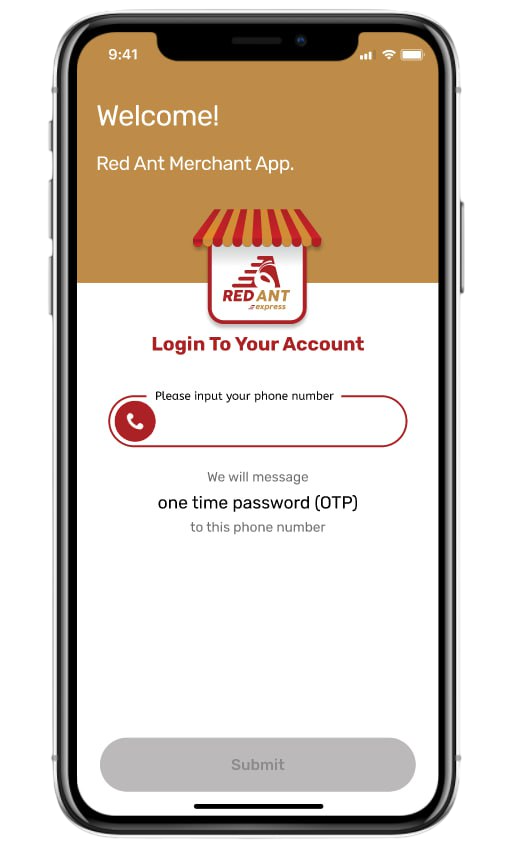 9:41
Welcome!
Red Ant Merchant App.
RED ANT
express
Login To Your Account
Please input your phone number
We will message
one time password (OTP)
to this phone number
Submit